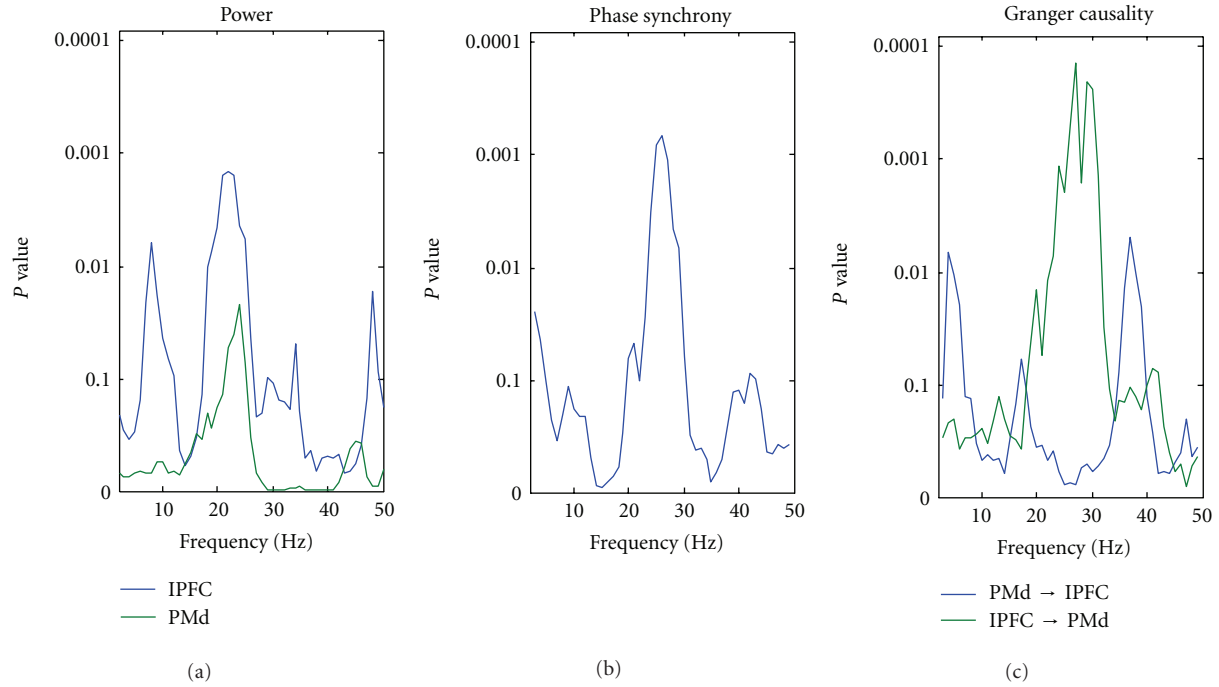 Power
0.0001
0.001
0.01
0.1
0
P value
10 20 30 40 50
Frequency (Hz)
IPFC
PMd
(a)
Phase synchrony
0.0001
0.001
0.01
0.1
0
P value
10 20 30 40 50
Frequency (Hz)
(b)
Granger causality
0.0001
0.001
0.01
0.1
0
P value
10 20 30 40 50
Frequency (Hz)
PMd → IPFC
IPFC → PMd
(c)